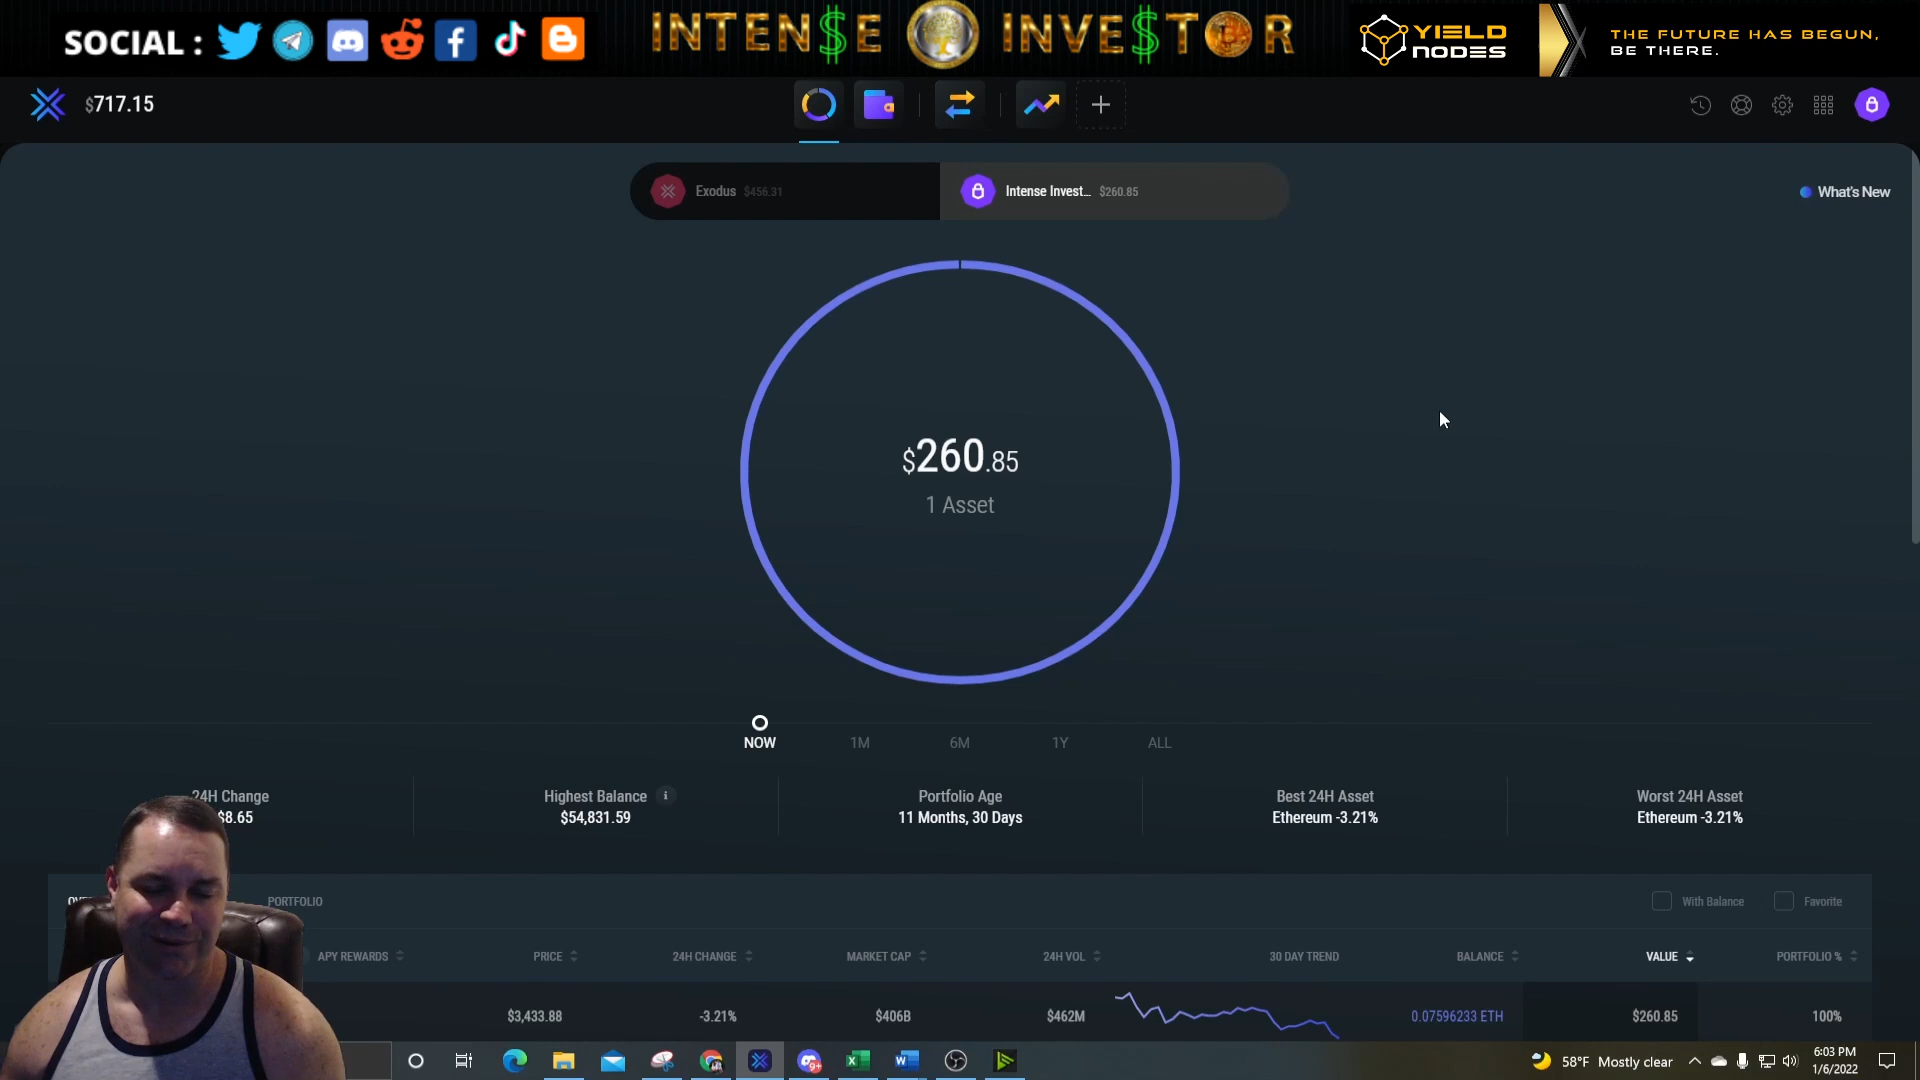 SOCIAL :
INTEN$E INVE$TOR
YIELD NODES
THE FUTURE HAS BEGUN,
BE THERE.
$717.15
Exodus $456.31
Intense Invest... $260.85
What's New
$260.85
1 Asset
NOW 1M 6M 1Y ALL
24H Change
$8.65
Highest Balance
$54,831.59
Portfolio Age
11 Months, 30 Days
Best 24H Asset
Ethereum -3.21%
Worst 24H Asset
Ethereum -3.21%
PORTFOLIO With Balance Favorite
APY REWARDS PRICE 24H CHANGE MARKET CAP 24H VOL 30 DAY TREND BALANCE VALUE PORTFOLIO %
$3,433.88 -3.21% $406B $462M 0.07596233 ETH $260.85 100%
58°F Mostly clear
6:03 PM
1/6/2022